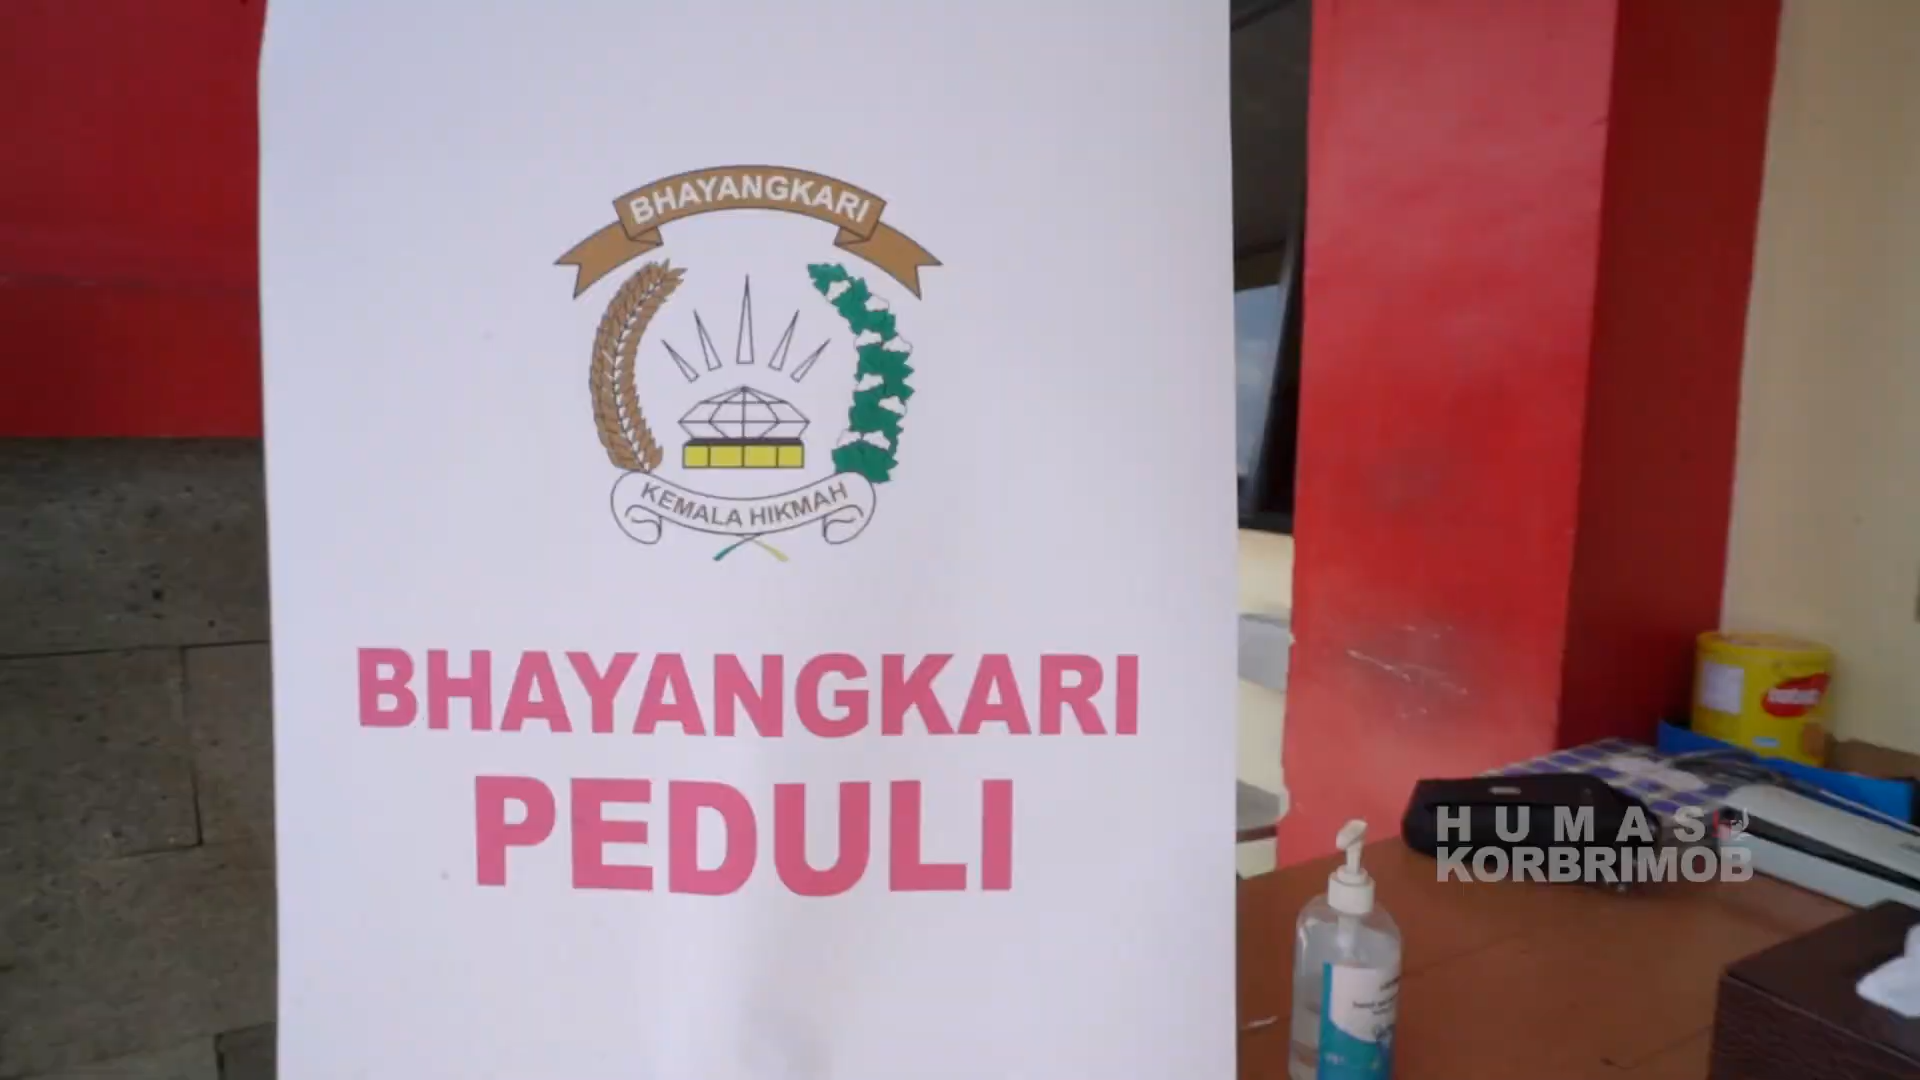 BHAYANGKARI
KEMALA HIKMAH
BHAYANGKARI
PEDULI
HUMAS
KORBRIMOB